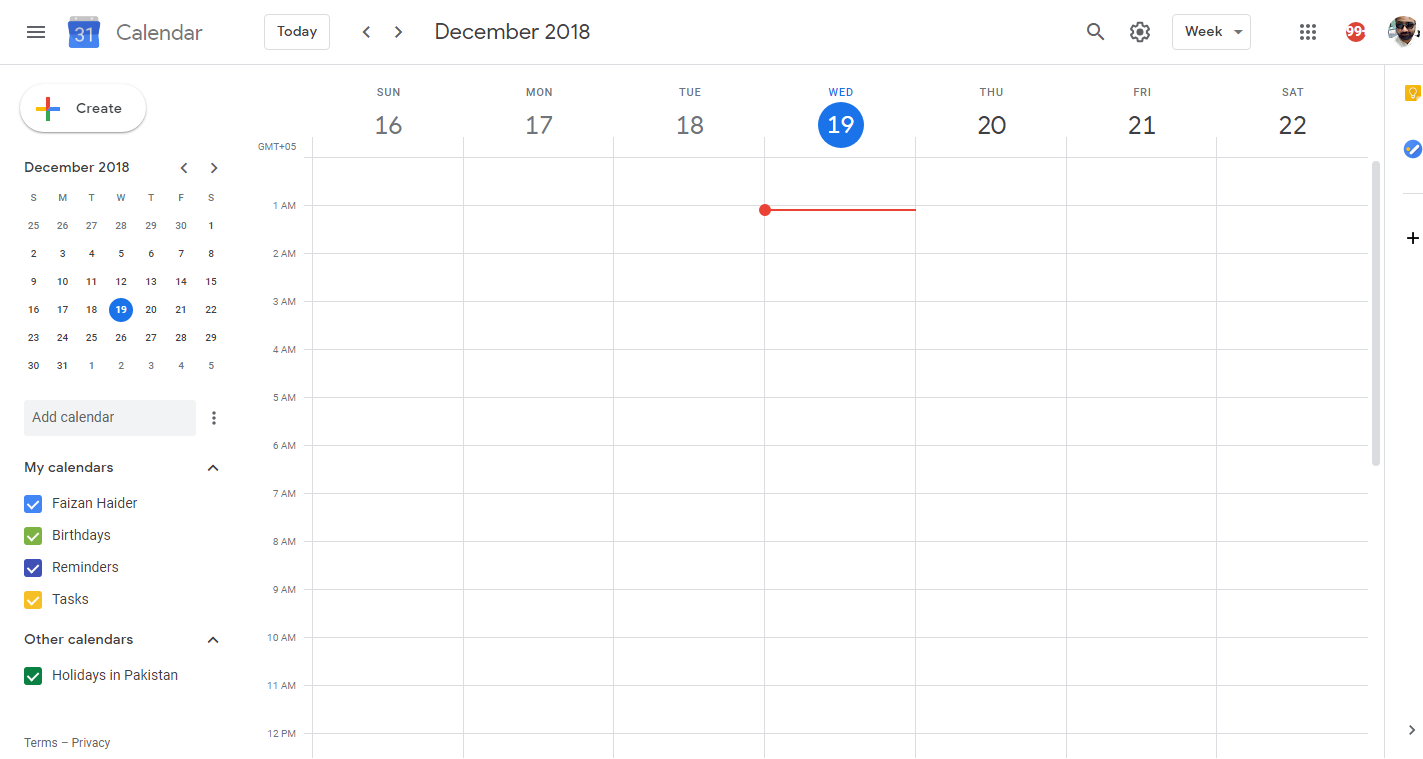 31 Calendar Today December 2018 Week 99+
Create
December 2018
S M T W T F S
25 26 27 28 29 30 1
2 3 4 5 6 7 8
9 10 11 12 13 14 15
16 17 18 19 20 21 22
23 24 25 26 27 28 29
30 31 1 2 3 4 5
Add calendar
My calendars
Faizan Haider
Birthdays
Reminders
Tasks
Other calendars
Holidays in Pakistan
Terms – Privacy
SUN MON TUE WED THU FRI SAT
16 17 18 19 20 21 22
GMT+05
1 AM
2 AM
3 AM
4 AM
5 AM
6 AM
7 AM
8 AM
9 AM
10 AM
11 AM
12 PM